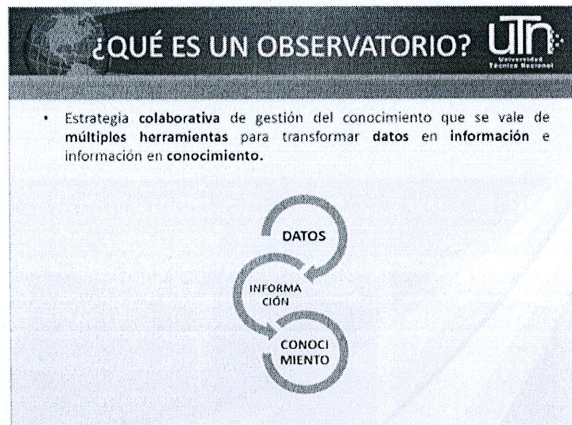 ¿QUÉ ES UN OBSERVATORIO?
UTN
Universidad
Técnica Nacional
• Estrategia colaborativa de gestión del conocimiento que se vale de
múltiples herramientas para transformar datos en información e
información en conocimiento.
DATOS
INFORMA
CIÓN
CONOCI
MIENTO